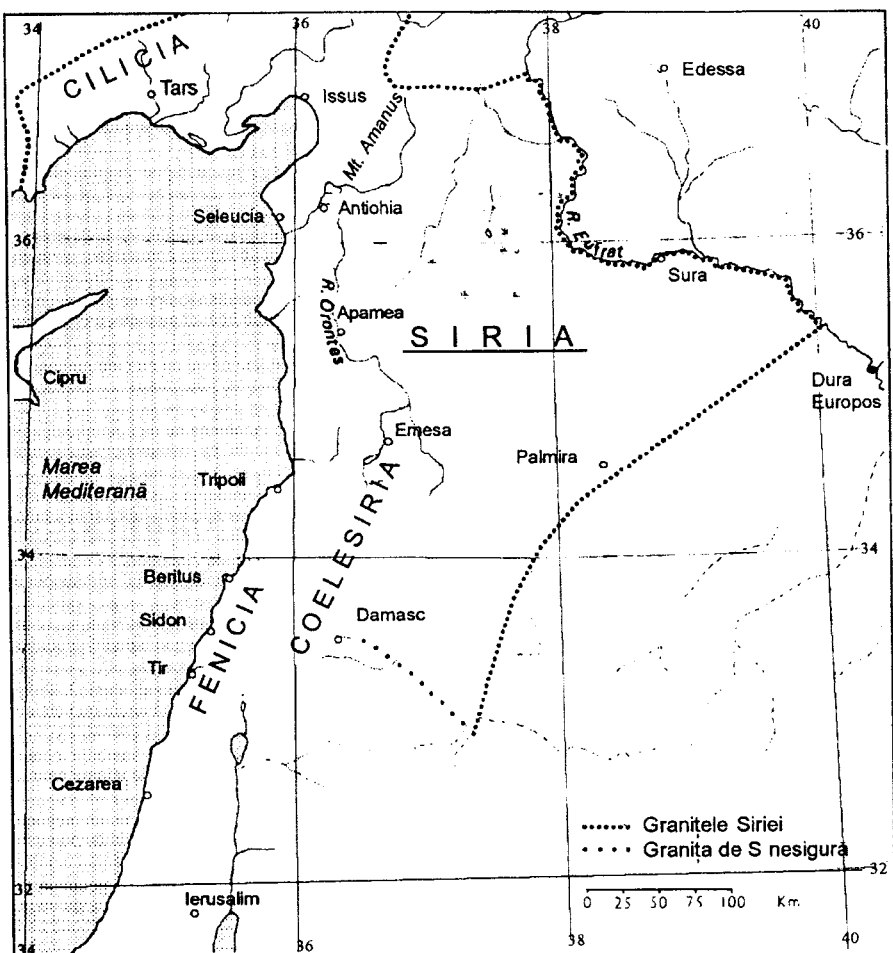 34
36
38
40
CILICIA
Tars
Issus
Edessa
Mt. Amanus
Seleucia
Antiohia
36
R. Eufrat
36
Sura
R. Orontes
Apamea
SIRIA
Cipru
Dura
Europos
Emesa
Palmira
Marea
Mediterană
Tripoli
COELESIRIA
34
34
Beritus
FENICIA
Sidon
Damasc
Tir
Cezarea
Granitele Siriei
Granita de S nesigură
32
32
0 25 50 75 100 Km.
Ierusalim
34
36
38
40